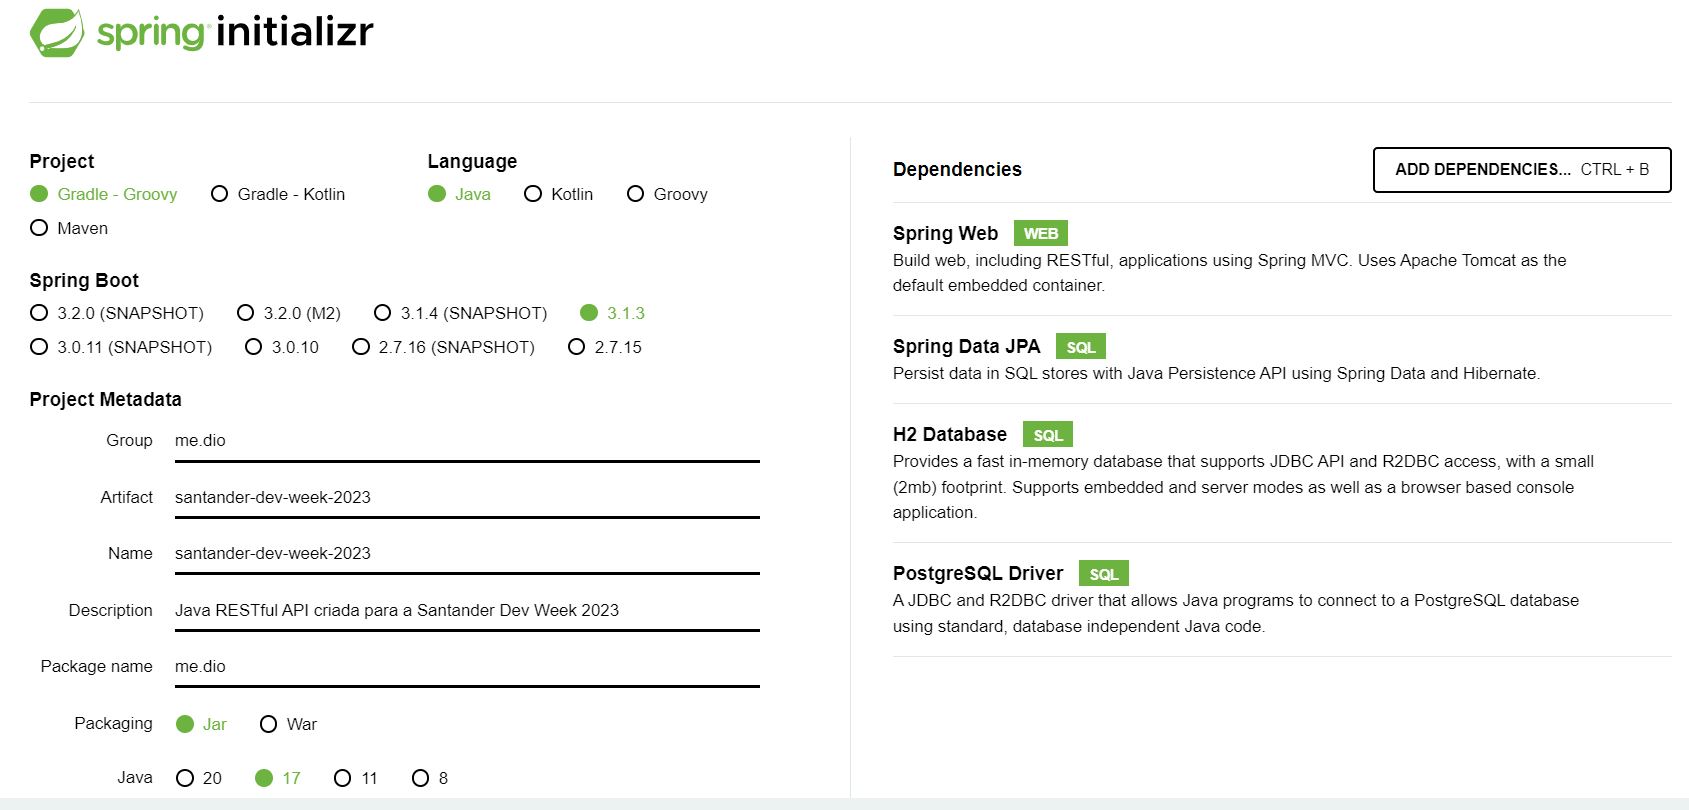 spring initializr
Project
Gradle - Groovy Gradle - Kotlin
Maven
Language
Java Kotlin Groovy
Spring Boot
3.2.0 (SNAPSHOT) 3.2.0 (M2) 3.1.4 (SNAPSHOT) 3.1.3
3.0.11 (SNAPSHOT) 3.0.10 2.7.16 (SNAPSHOT) 2.7.15
Project Metadata
Group me.dio
Artifact santander-dev-week-2023
Name santander-dev-week-2023
Description Java RESTful API criada para a Santander Dev Week 2023
Package name me.dio
Packaging Jar War
Java 20 17 11 8
Dependencies ADD DEPENDENCIES... CTRL + B
Spring Web WEB
Build web, including RESTful, applications using Spring MVC. Uses Apache Tomcat as the
default embedded container.
Spring Data JPA SQL
Persist data in SQL stores with Java Persistence API using Spring Data and Hibernate.
H2 Database SQL
Provides a fast in-memory database that supports JDBC API and R2DBC access, with a small
(2mb) footprint. Supports embedded and server modes as well as a browser based console
application.
PostgreSQL Driver SQL
A JDBC and R2DBC driver that allows Java programs to connect to a PostgreSQL database
using standard, database independent Java code.